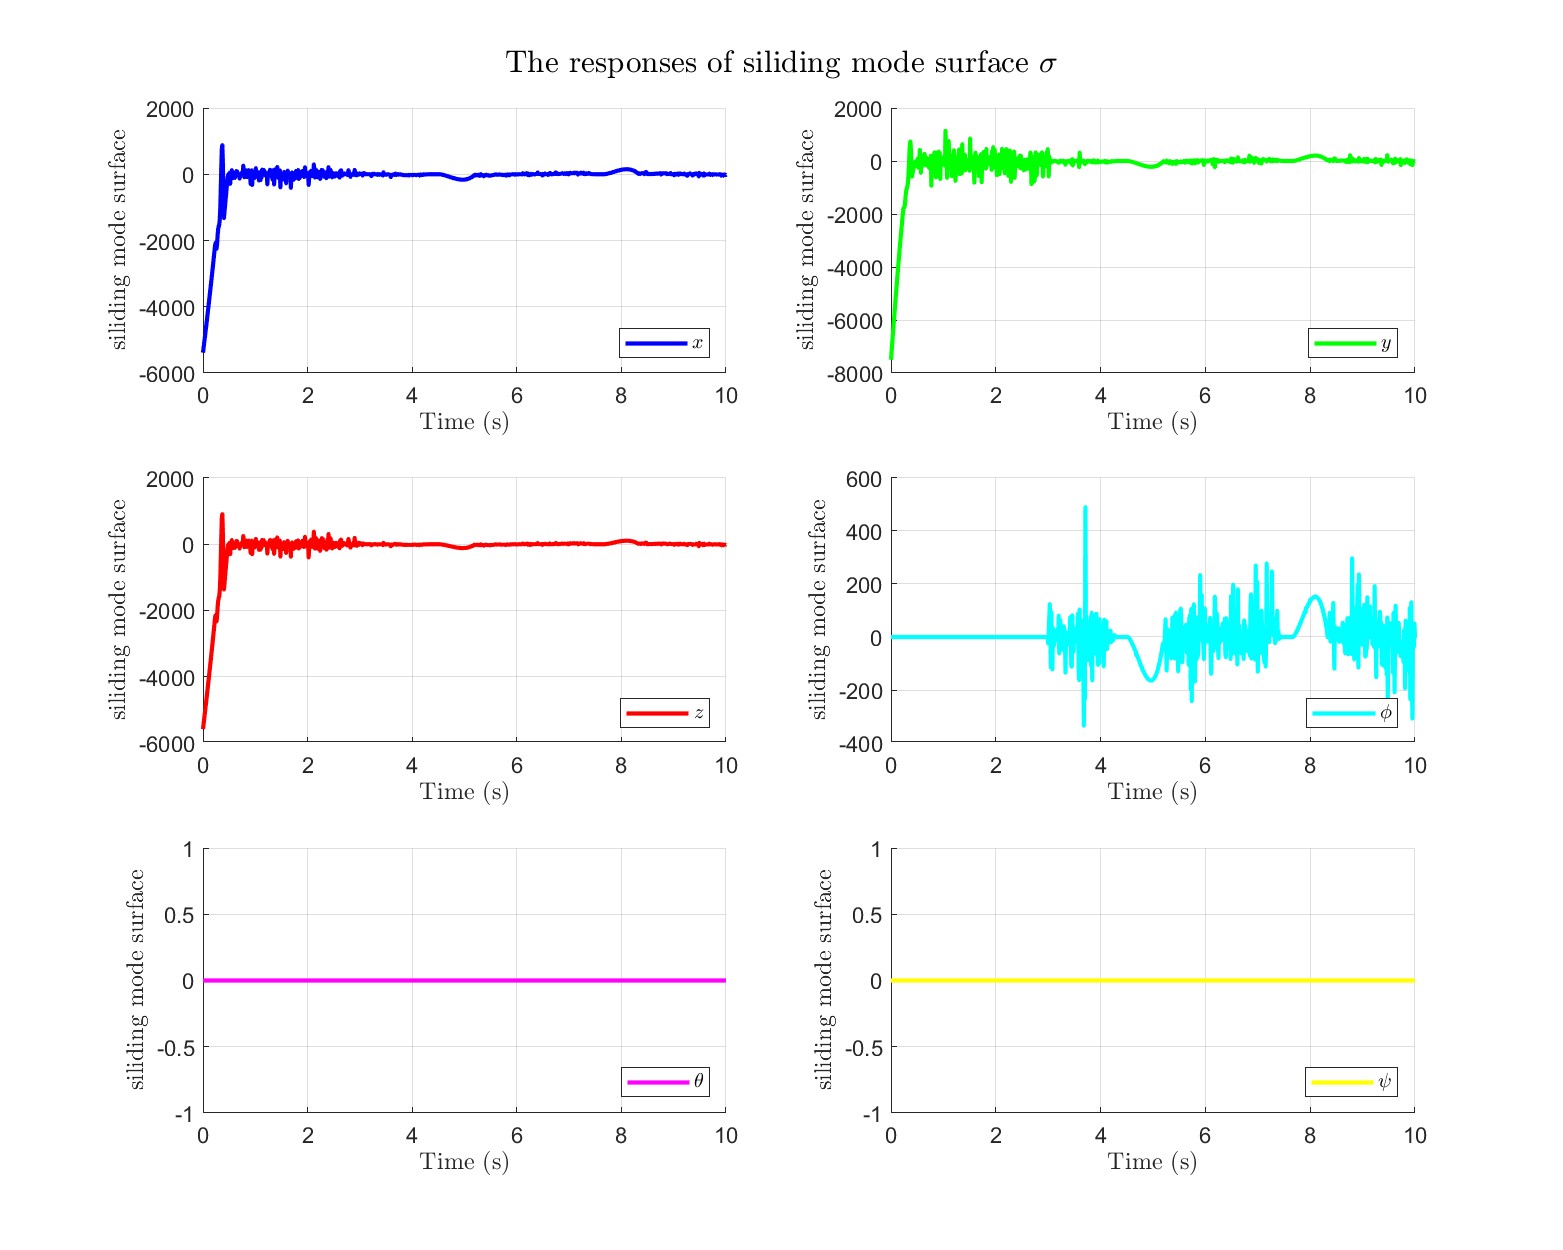 The responses of siliding mode surface σ
2000
0
-2000
-4000
-6000
siliding mode surface
x
0 2 4 6 8 10
Time (s)
2000
0
-2000
-4000
-6000
-8000
siliding mode surface
y
0 2 4 6 8 10
Time (s)
2000
0
-2000
-4000
-6000
siliding mode surface
z
0 2 4 6 8 10
Time (s)
600
400
200
0
-200
-400
siliding mode surface
ϕ
0 2 4 6 8 10
Time (s)
1
0.5
0
-0.5
-1
siliding mode surface
θ
0 2 4 6 8 10
Time (s)
1
0.5
0
-0.5
-1
siliding mode surface
ψ
0 2 4 6 8 10
Time (s)